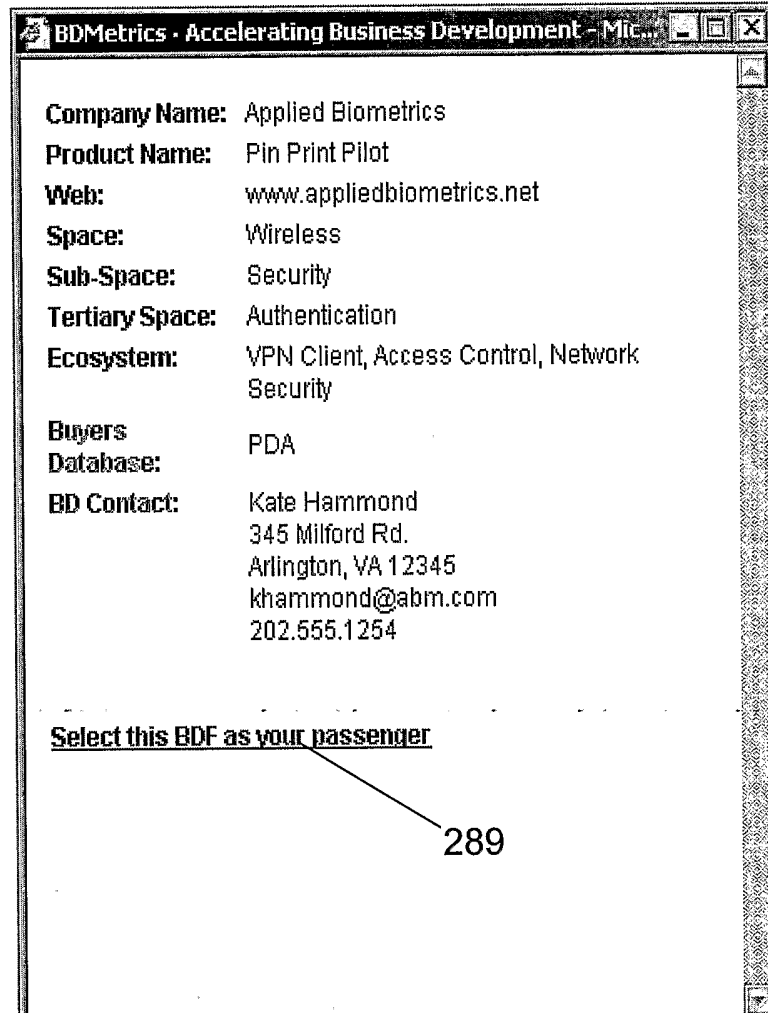 BDMetrics - Accelerating Business Development - Mic...
Company Name: Applied Biometrics
Product Name: Pin Print Pilot
Web: www.appliedbiometrics.net
Space: Wireless
Sub-Space: Security
Tertiary Space: Authentication
Ecosystem: VPN Client, Access Control, Network
Security
Buyers
Database: PDA
BD Contact: Kate Hammond
345 Milford Rd.
Arlington, VA 12345
khammond@abm.com
202.555.1254
Select this BDF as your passenger
289